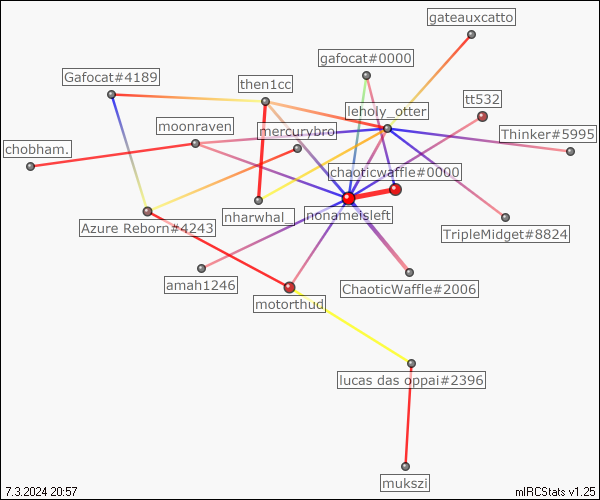 gateauxcatto
gafocat#0000
Gafocat#4189
then1cc
tt532
leholy_otter
moonraven
mercurybro
Thinker#5995
chobham.
chaoticwaffle#0000
nharwhal_
nonameisleft
Azure Reborn#4243
TripleMidget#8824
amah1246
ChaoticWaffle#2006
motorthud
lucas das oppai#2396
mukszi
7.3.2024 20:57
mIRCStats v1.25